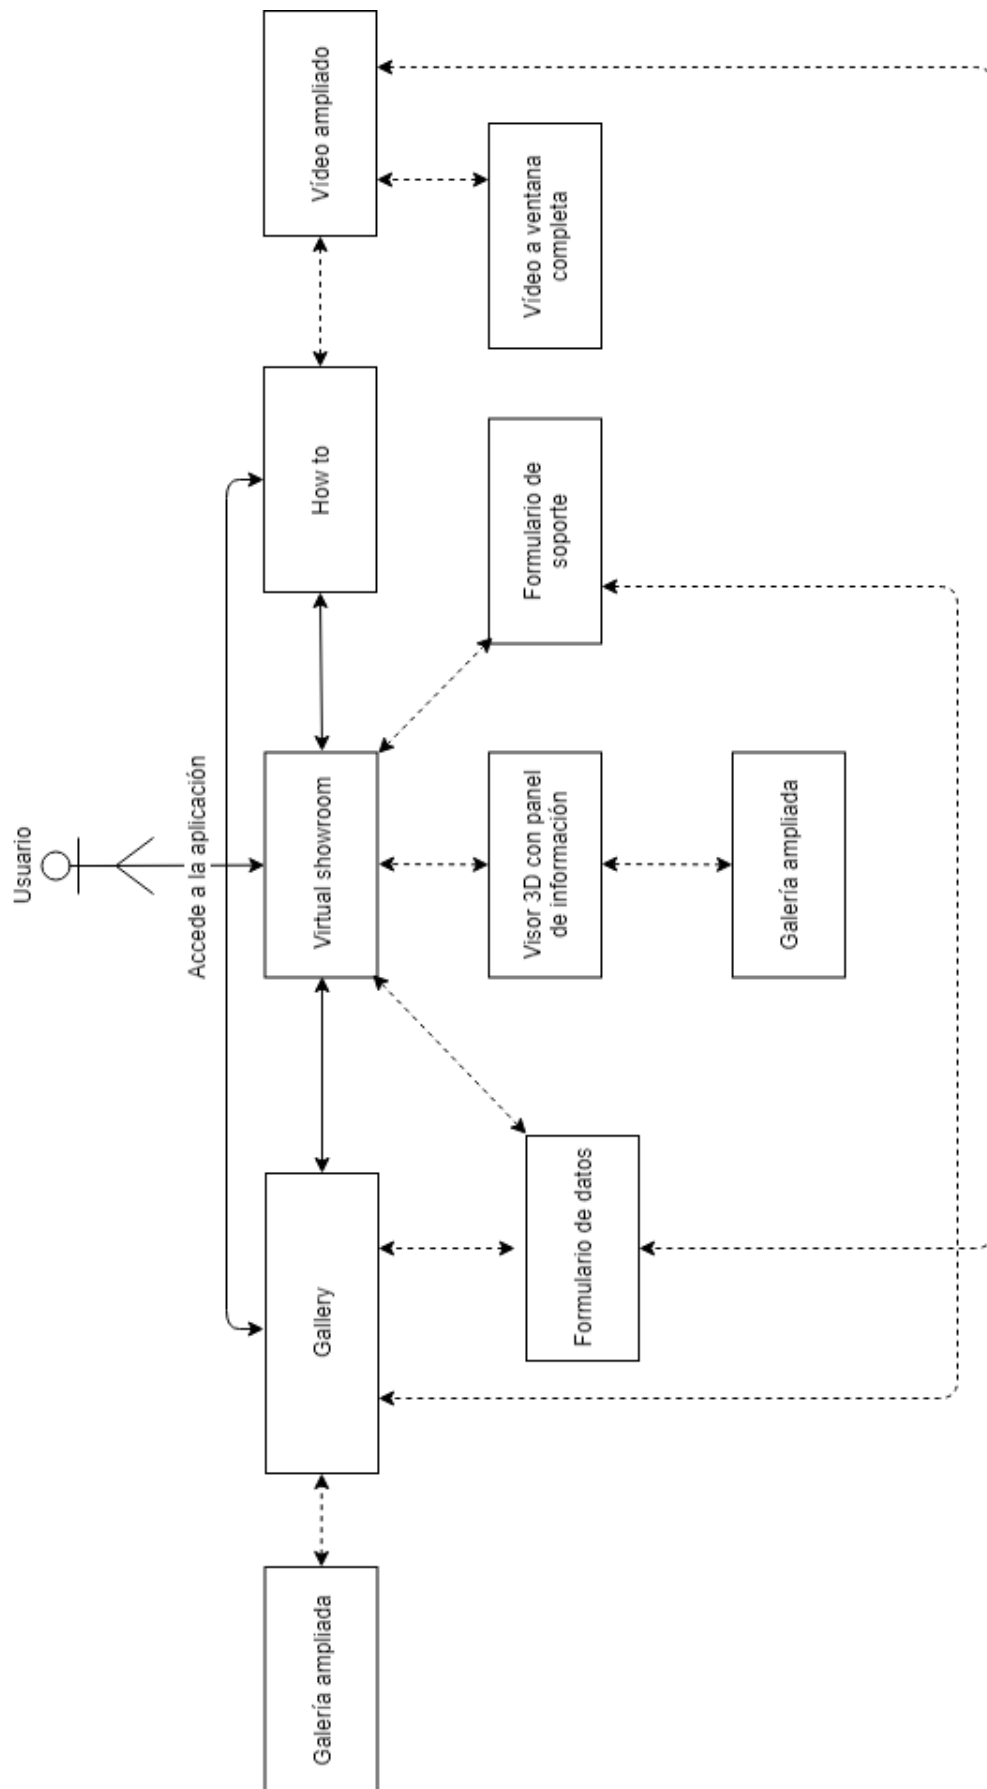 Usuario
Accede a la aplicación
Galería ampliada
Gallery
Virtual showroom
How to
Vídeo ampliado
Formulario de datos
Visor 3D con panel
de información
Formulario de
soporte
Vídeo a ventana
completa
Galería ampliada